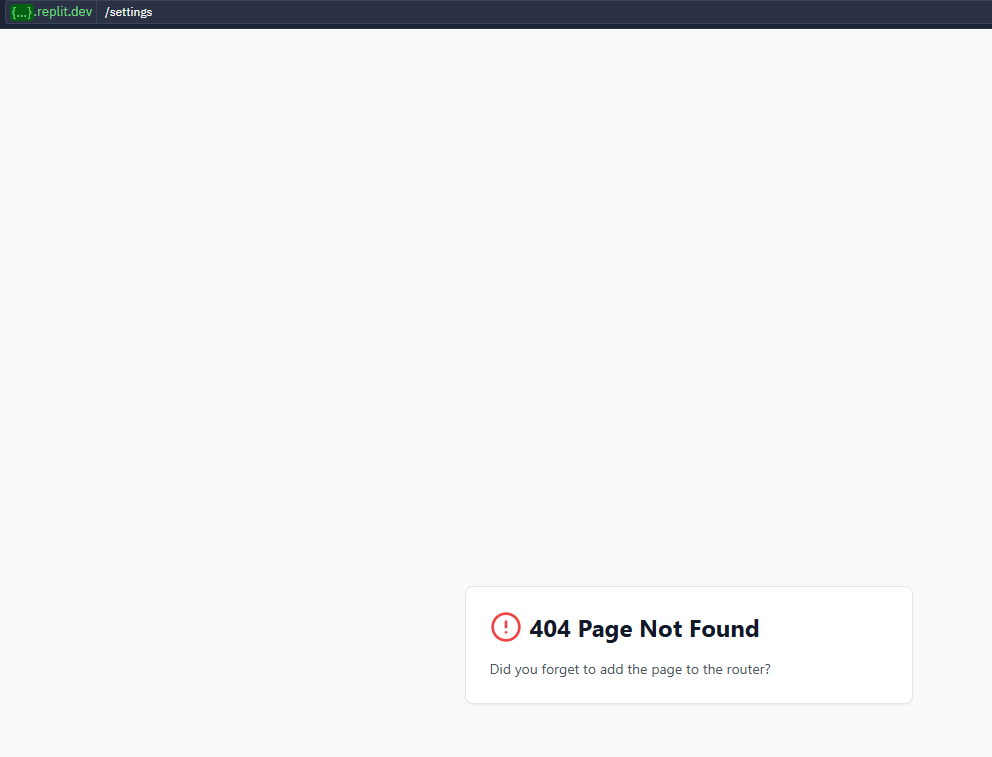 {...}.replit.dev /settings
404 Page Not Found
Did you forget to add the page to the router?